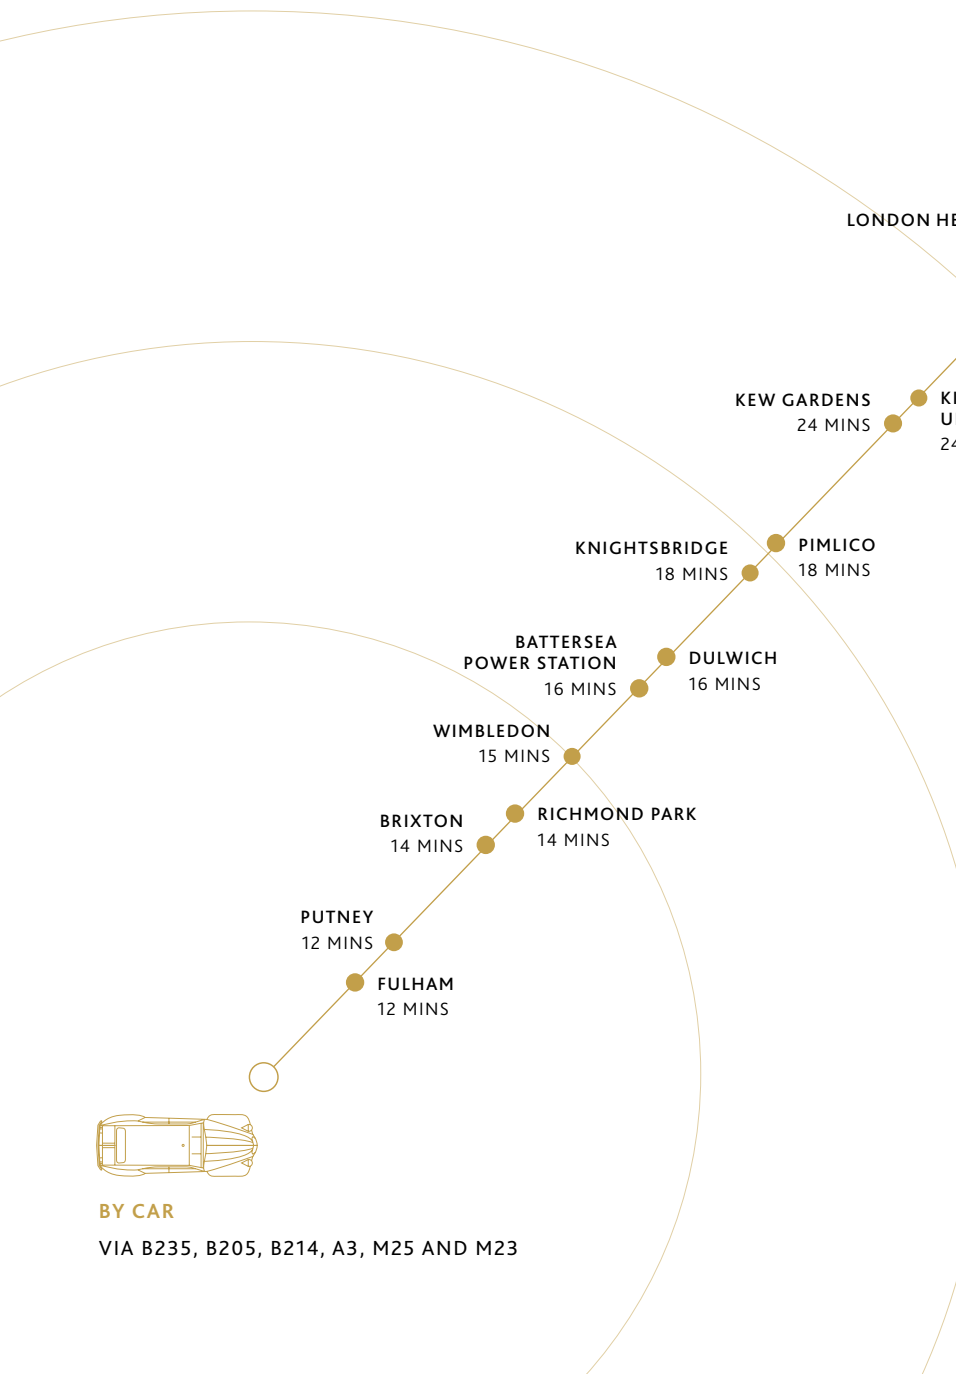 LONDON
KEW GARDENS
24 MINS
24
KNIGHTSBRIDGE
18 MINS
PIMLICO
18 MINS
BATTERSEA
POWER STATION
16 MINS
DULWICH
16 MINS
WIMBLEDON
15 MINS
BRIXTON
14 MINS
RICHMOND PARK
14 MINS
PUTNEY
12 MINS
FULHAM
12 MINS
BY CAR
VIA B235, B205, B214, A3, M25 AND M23